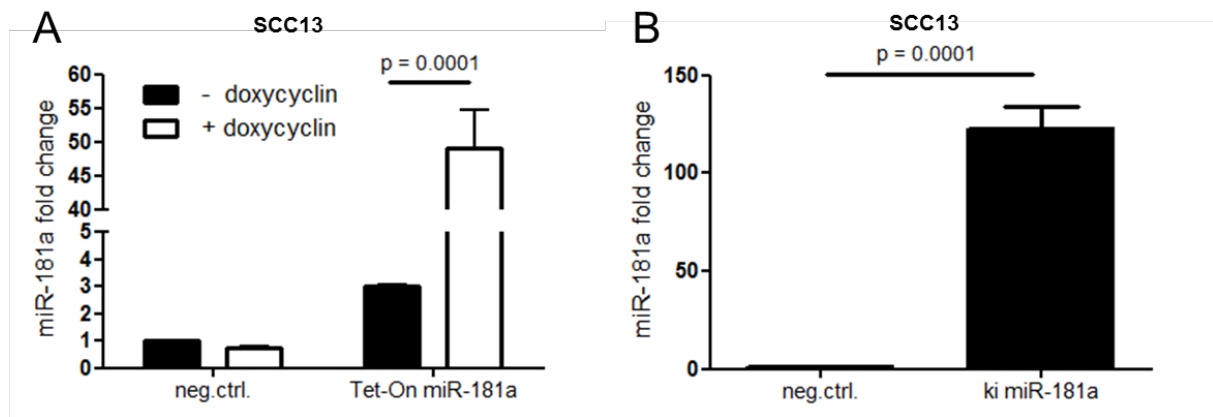 A
SCC13
p = 0.0001
- doxycyclin
+ doxycyclin
miR-181a fold change
60
55
50
45
40
5
4
3
2
1
0
neg.ctrl.
Tet-On miR-181a
B
SCC13
p = 0.0001
miR-181a fold change
150
100
50
0
neg.ctrl.
ki miR-181a